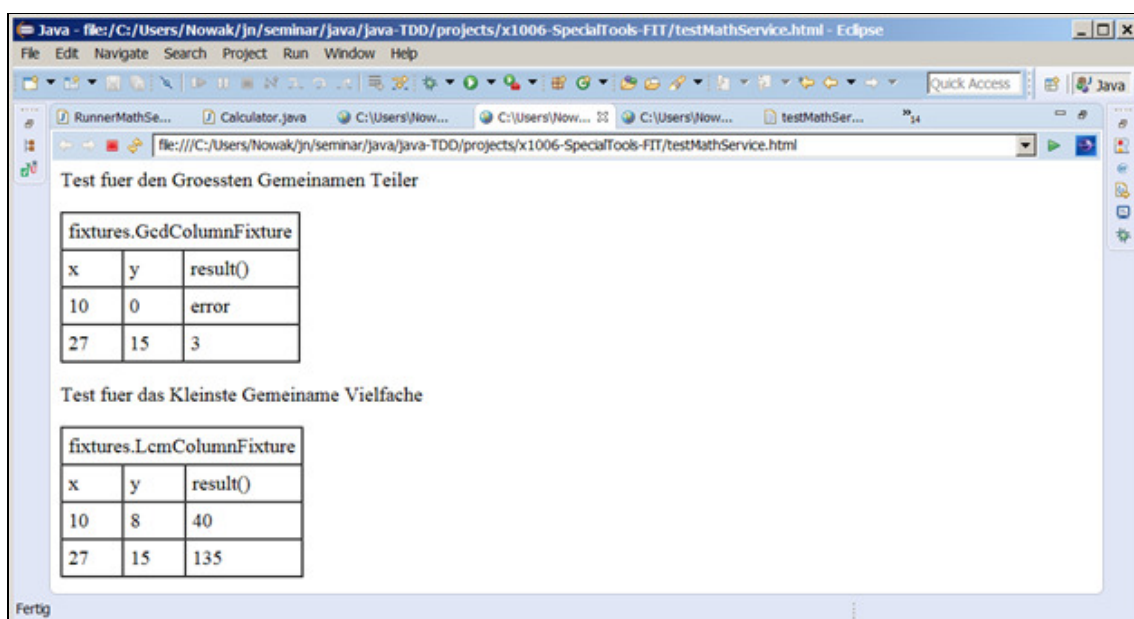 Java - file:/C:/Users/Nowak/jn/seminar/java/java-TDD/projects/x1006-SpecialTools-FIT/testMathService.html - Eclipse
File Edit Navigate Search Project Run Window Help
Quick Access Java
RunnerMathSe... Calculator.java C:\Users\Now... C:\Users\Now... C:\Users\Now... testMathSer... »14
file:///C:/Users/Nowak/jn/seminar/java/java-TDD/projects/x1006-SpecialTools-FIT/testMathService.html
Test fuer den Groessten Gemeinamen Teiler
fixtures.GcdColumnFixture
x y result()
10 0 error
27 15 3
Test fuer das Kleinste Gemeiname Vielfache
fixtures.LcmColumnFixture
x y result()
10 8 40
27 15 135
Fertig